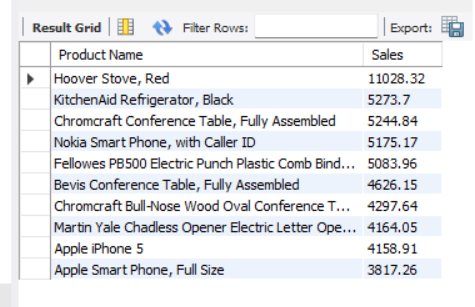 Result Grid Filter Rows: Export:
Product Name Sales
Hoover Stove, Red 11028.32
KitchenAid Refrigerator, Black 5273.7
Chromcraft Conference Table, Fully Assembled 5244.84
Nokia Smart Phone, with Caller ID 5175.17
Fellowes PB500 Electric Punch Plastic Comb Bind... 5083.96
Bevis Conference Table, Fully Assembled 4626.15
Chromcraft Bull-Nose Wood Oval Conference T... 4297.64
Martin Yale Chadless Opener Electric Letter Ope... 4164.05
Apple iPhone 5 4158.91
Apple Smart Phone, Full Size 3817.26